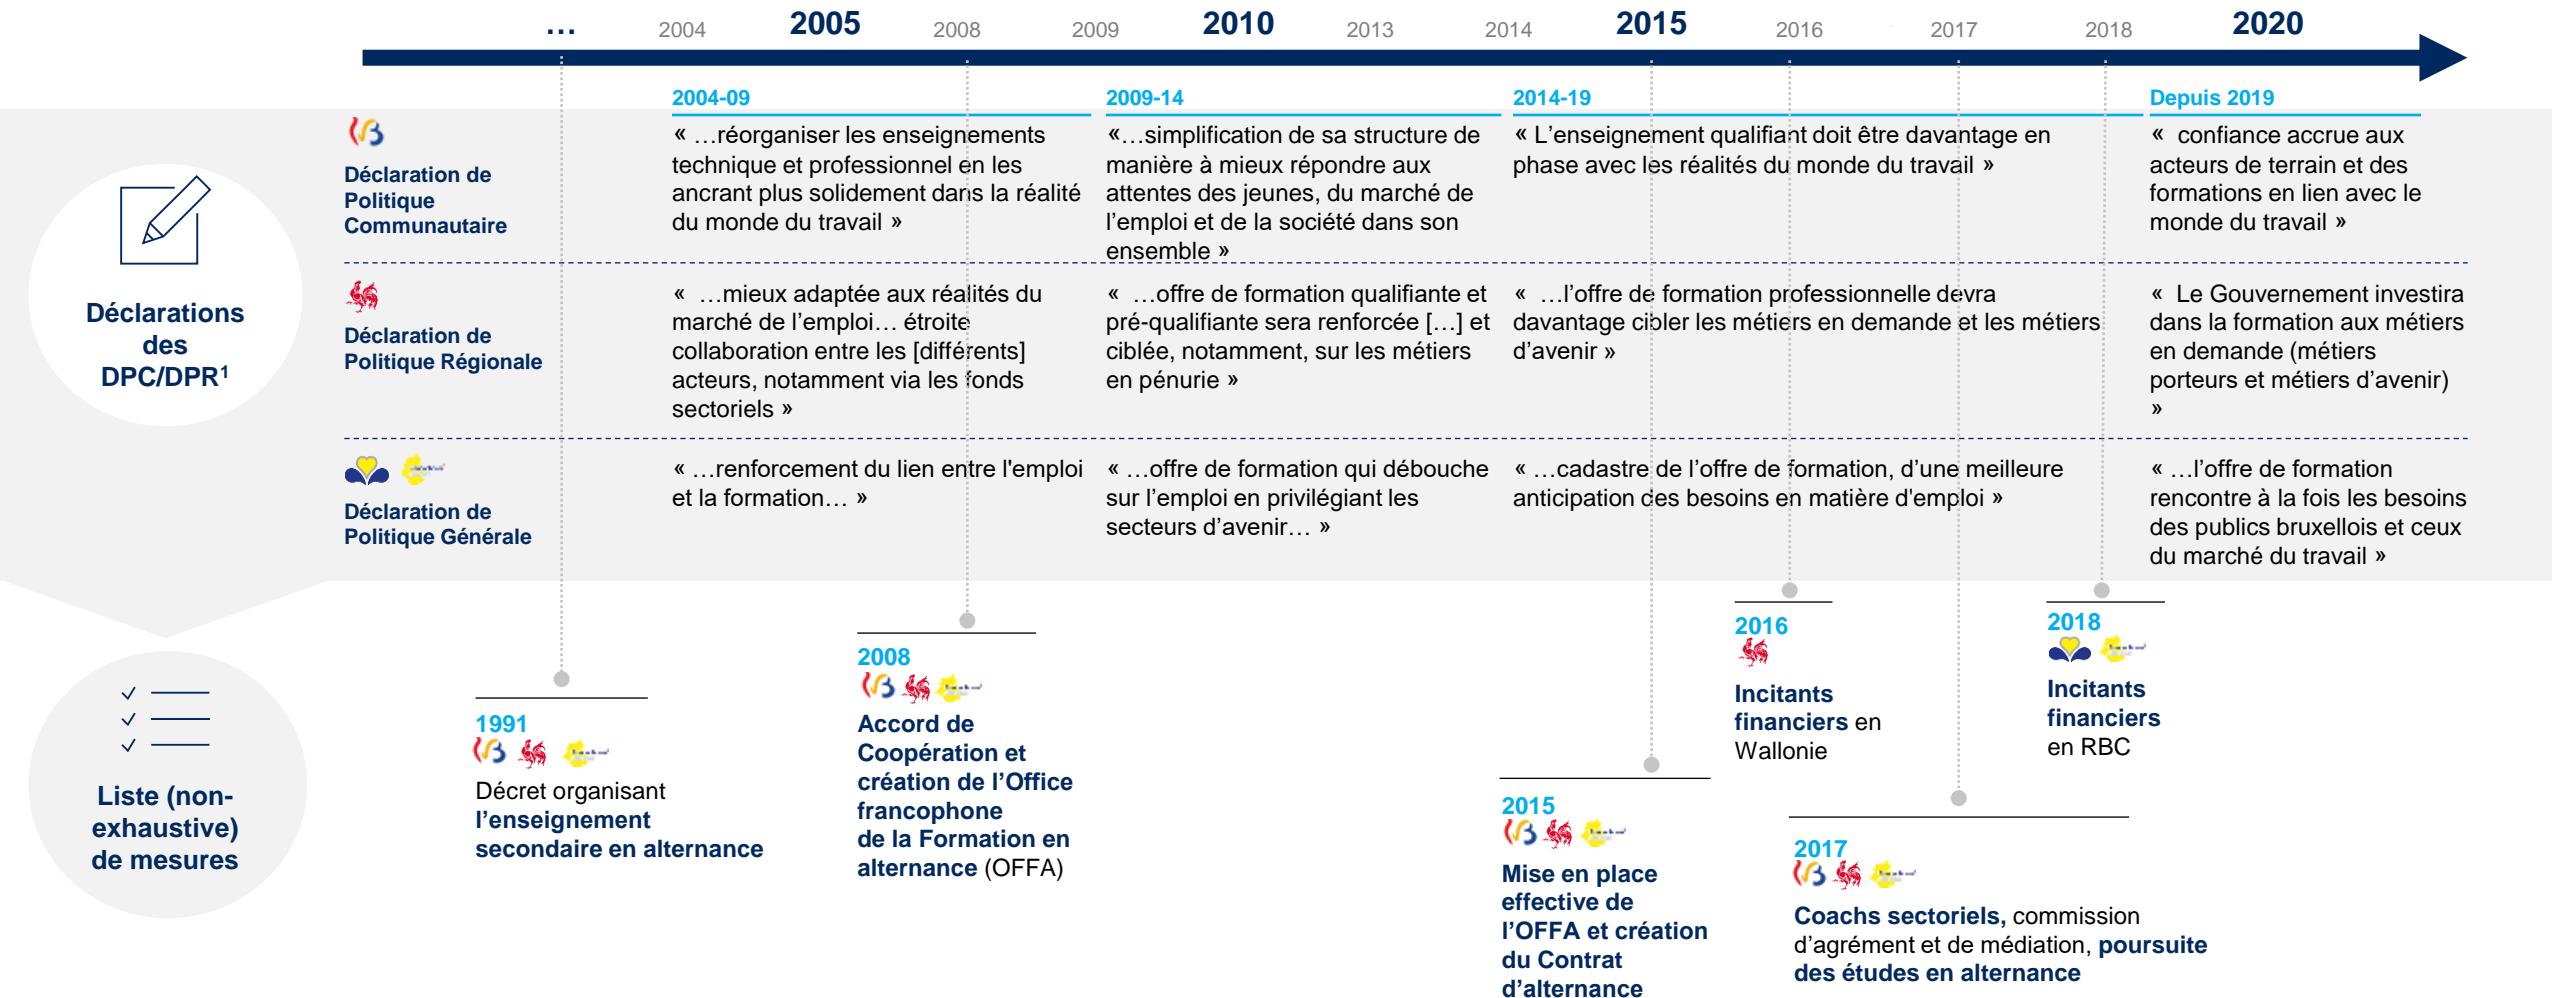 … 2004 2005 2008 2009 2010 2013 2014 2015 2016 2017 2018 2020
2004-09
2009-14
2014-19
Depuis 2019
Déclarations
des
DPC/DPR¹
Déclaration de
Politique
Communautaire
« …réorganiser les enseignements
technique et professionnel en les
ancrant plus solidement dans la réalité
du monde du travail »
«…simplification de sa structure de
manière à mieux répondre aux
attentes des jeunes, du marché de
l'emploi et de la société dans son
ensemble »
« L'enseignement qualifiant doit être davantage en
phase avec les réalités du monde du travail »
« confiance accrue aux
acteurs de terrain et des
formations en lien avec le
monde du travail »
Déclaration de
Politique Régionale
« …mieux adaptée aux réalités du
marché de l'emploi… étroite
collaboration entre les [différents]
acteurs, notamment via les fonds
sectoriels »
« …offre de formation qualifiante et
pré-qualifiante sera renforcée […] et
ciblée, notamment, sur les métiers
en pénurie »
« …l'offre de formation professionnelle devra
davantage cibler les métiers en demande et les métiers
d'avenir »
« Le Gouvernement investira
dans la formation aux métiers
en demande (métiers
porteurs et métiers d'avenir)
»
Déclaration de
Politique Générale
« …renforcement du lien entre l'emploi
et la formation… »
« …offre de formation qui débouche
sur l'emploi en privilégiant les
secteurs d'avenir… »
« …cadastre de l'offre de formation, d'une meilleure
anticipation des besoins en matière d'emploi »
« …l'offre de formation
rencontre à la fois les besoins
des publics bruxellois et ceux
du marché du travail »
Liste (non-
exhaustive)
de mesures
1991
Décret organisant
l'enseignement
secondaire en alternance
2008
Accord de
Coopération et
création de l'Office
francophone
de la Formation en
alternance (OFFA)
2015
Mise en place
effective de
l'OFFA et création
du Contrat
d'alternance
2016
Incitants
financiers en
Wallonie
2017
Coachs sectoriels, commission
d'agrément et de médiation, poursuite
des études en alternance
2018
Incitants
financiers
en RBC